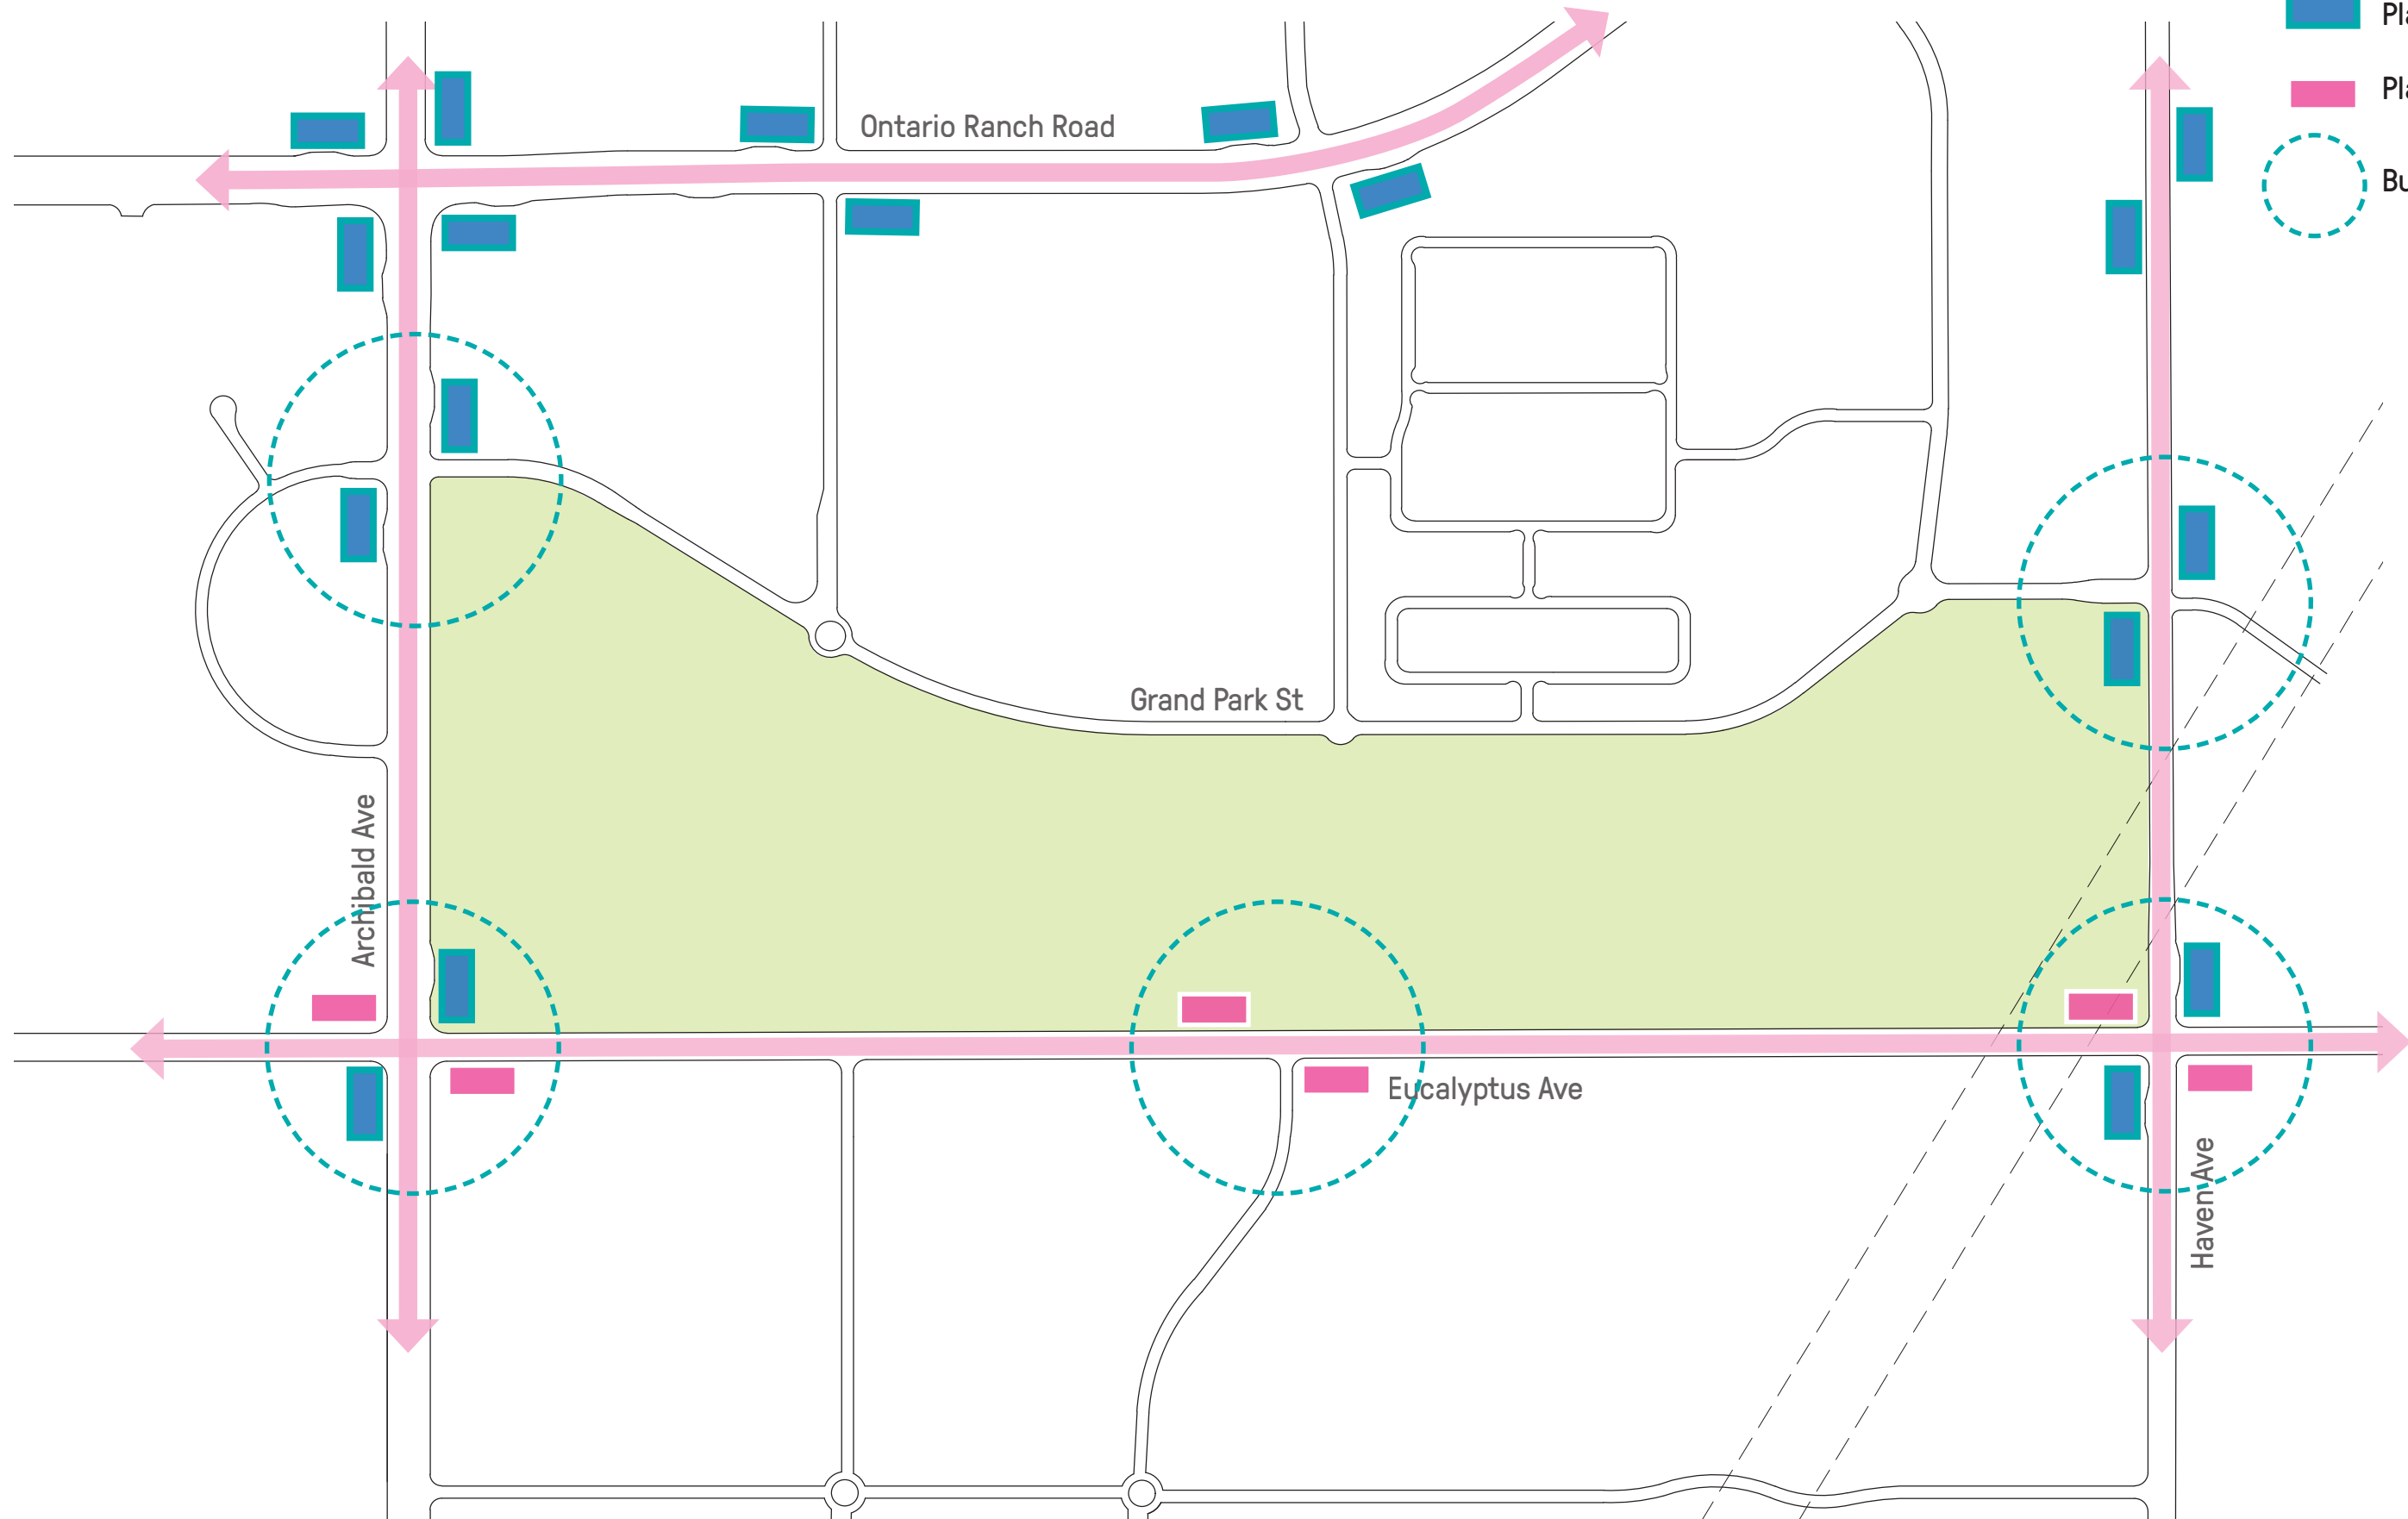 Ontario Ranch Road
Grand Park St
Archibald Ave
Eucalyptus Ave
Haven Ave